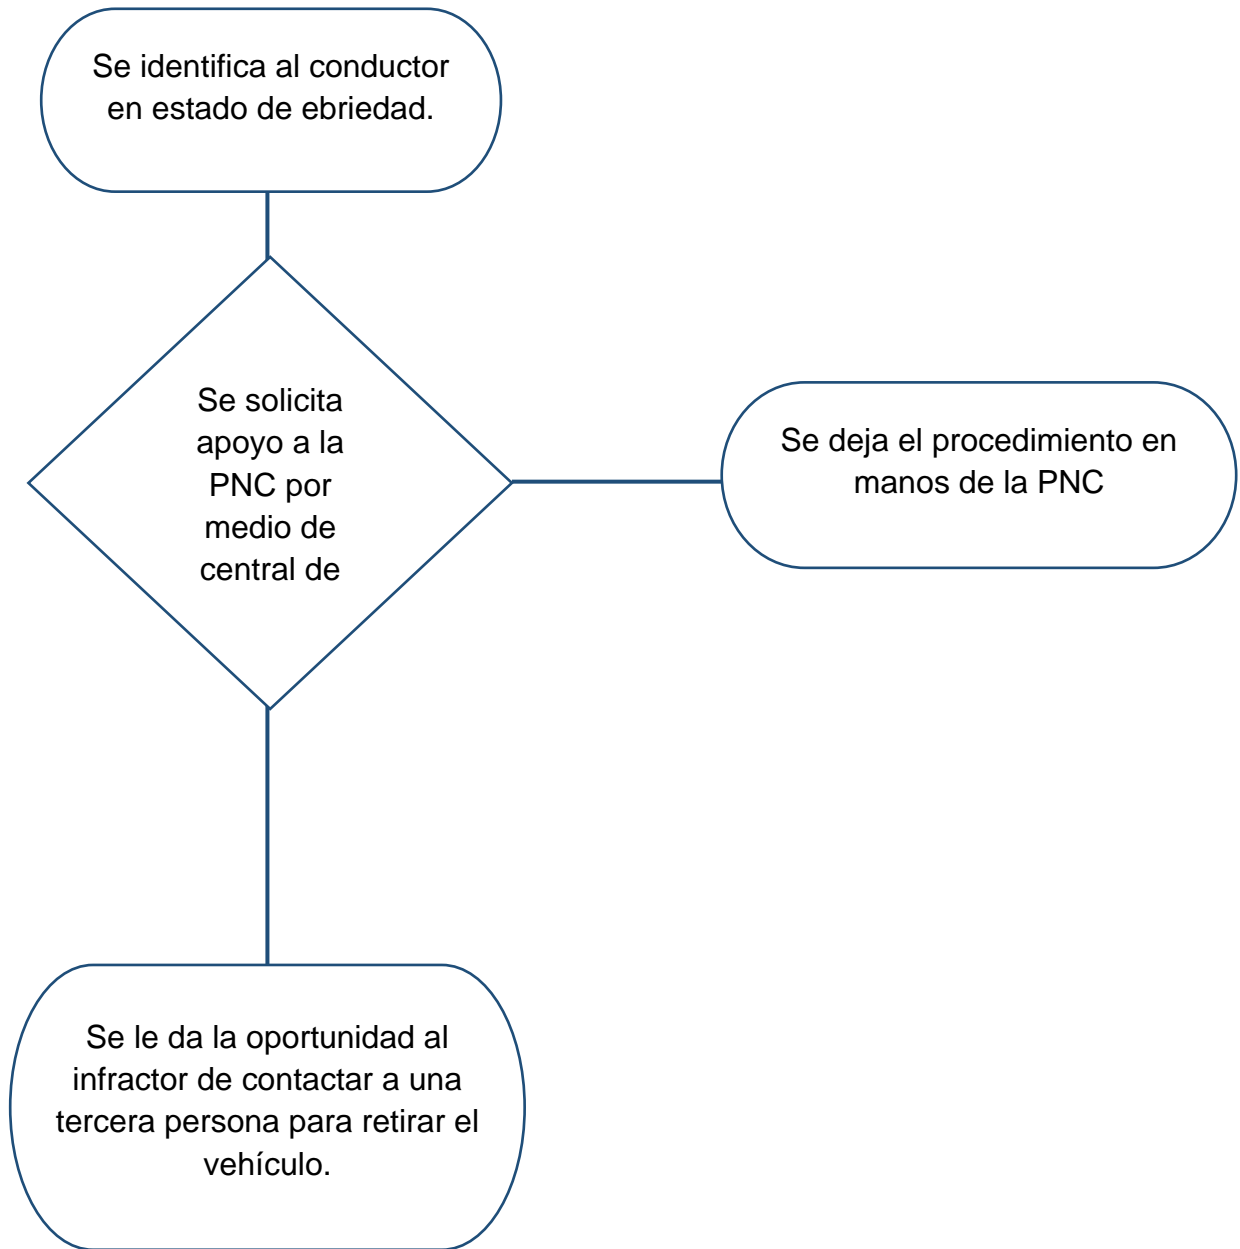 Se identifica al conductor
en estado de ebriedad.
Se solicita
apoyo a la
PNC por
medio de
central de
Se deja el procedimiento en
manos de la PNC
Se le da la oportunidad al
infractor de contactar a una
tercera persona para retirar el
vehículo.